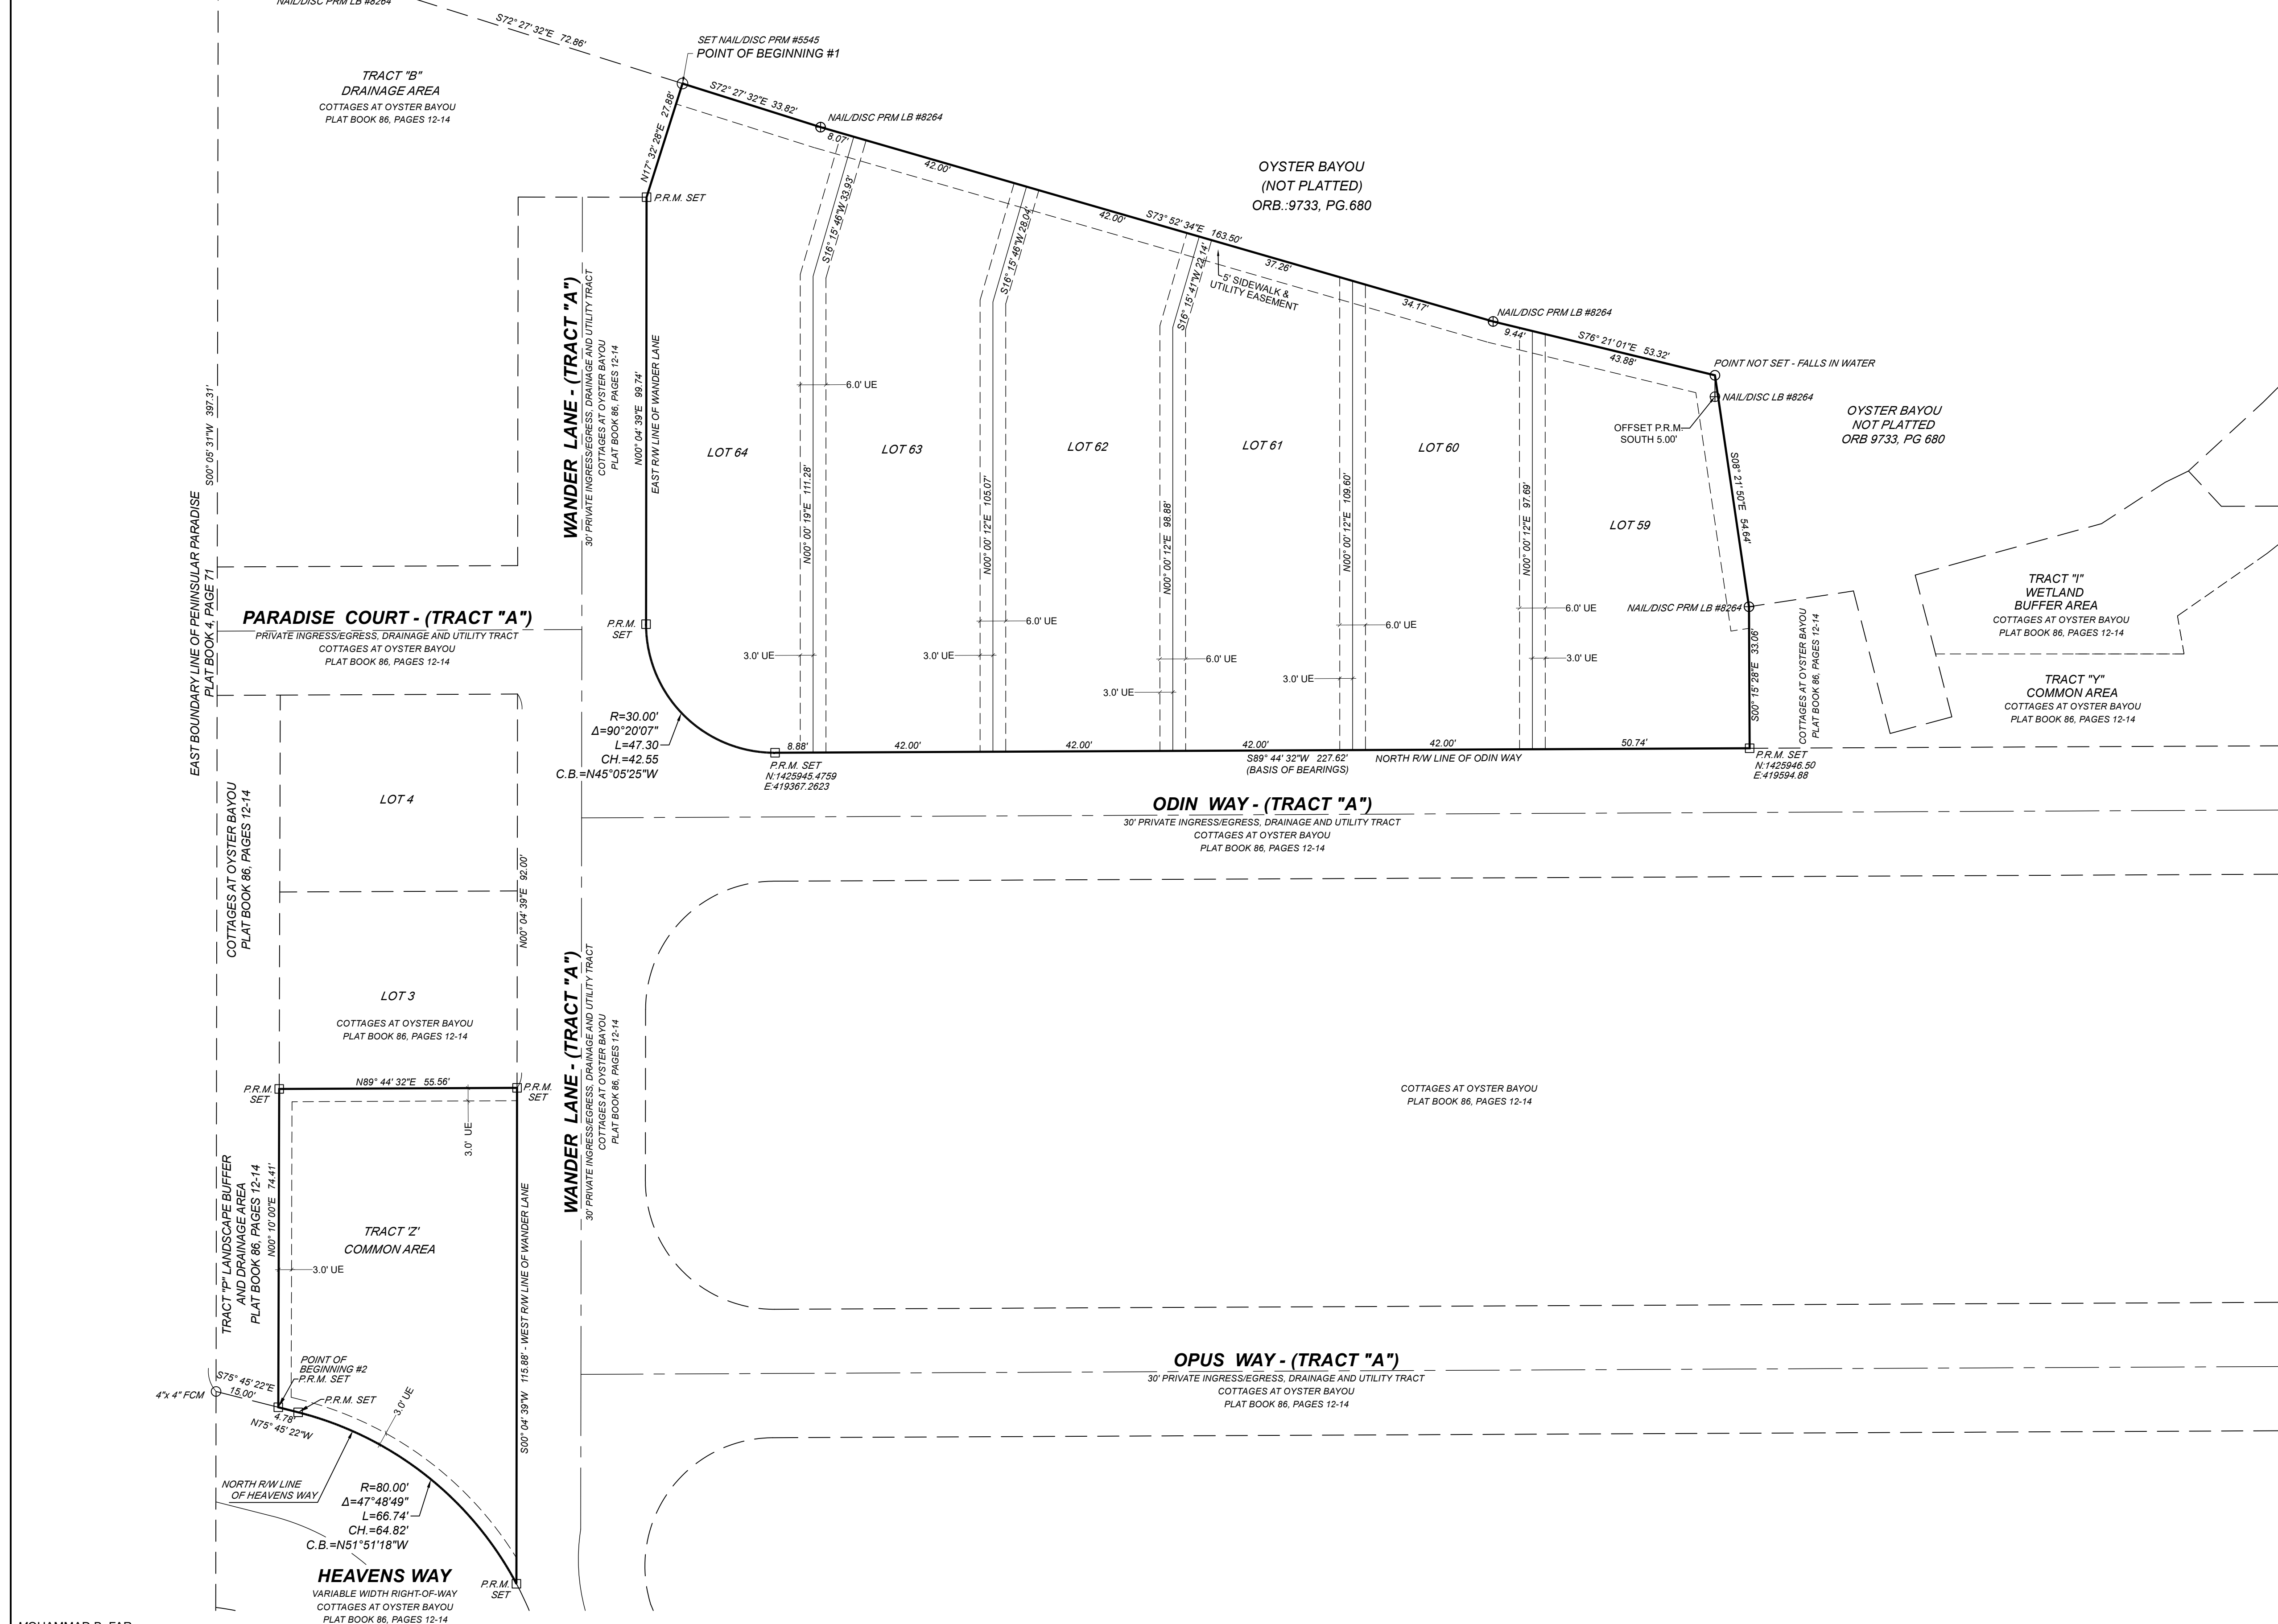 NAIL/DISC PRM LB #8264
S72° 27' 32"E 72.86'
SET NAIL/DISC PRM #5545
POINT OF BEGINNING #1
TRACT "B"
DRAINAGE AREA
COTTAGES AT OYSTER BAYOU
PLAT BOOK 86, PAGES 12-14
S72° 27' 32"E 33.82'
NAIL/DISC PRM LB #8264
N17° 32' 28"E 27.88'
P.R.M. SET
8.07'
42.00'
42.00'
S73° 52' 34"E 163.50'
37.26'
34.17'
OYSTER BAYOU
(NOT PLATTED)
ORB.:9733, PG.680
S16° 15' 46"W 33.93'
S16° 15' 46"W 28.04'
S16° 15' 41"W 22.14'
5' SIDEWALK &
UTILITY EASEMENT
NAIL/DISC PRM LB #8264
9.44'
S76° 21' 01"E 53.32'
43.88'
POINT NOT SET - FALLS IN WATER
NAIL/DISC LB #8264
OFFSET P.R.M.
SOUTH 5.00'
OYSTER BAYOU
NOT PLATTED
ORB 9733, PG 680
S08° 21' 50"E 54.64'
WANDER LANE - (TRACT "A")
30' PRIVATE INGRESS/EGRESS, DRAINAGE AND UTILITY TRACT
COTTAGES AT OYSTER BAYOU
PLAT BOOK 86, PAGES 12-14
N00° 04' 39"E 99.74'
EAST R/W LINE OF WANDER LANE
LOT 64
LOT 63
LOT 62
LOT 61
LOT 60
LOT 59
6.0' UE
N00° 00' 19"E 111.28'
N00° 00' 12"E 105.07'
N00° 00' 12"E 98.88'
N00° 00' 12"E 109.60'
N00° 00' 12"E 97.69'
EAST BOUNDARY LINE OF PENINSULAR PARADISE
PLAT BOOK 4, PAGE 71
S00° 05' 31"W 397.31'
PARADISE COURT - (TRACT "A")
PRIVATE INGRESS/EGRESS, DRAINAGE AND UTILITY TRACT
COTTAGES AT OYSTER BAYOU
PLAT BOOK 86, PAGES 12-14
P.R.M.
SET
3.0' UE
3.0' UE
6.0' UE
3.0' UE
6.0' UE
3.0' UE
6.0' UE
6.0' UE
3.0' UE
NAIL/DISC PRM LB #8264
S00° 15' 28"E 33.06'
COTTAGES AT OYSTER BAYOU
PLAT BOOK 86, PAGES 12-14
TRACT "I"
WETLAND
BUFFER AREA
COTTAGES AT OYSTER BAYOU
PLAT BOOK 86, PAGES 12-14
TRACT "Y"
COMMON AREA
COTTAGES AT OYSTER BAYOU
PLAT BOOK 86, PAGES 12-14
R=30.00'
Δ=90°20'07"
L=47.30
CH.=42.55
C.B.=N45°05'25"W
8.88'
42.00'
42.00'
42.00'
42.00'
50.74'
P.R.M. SET
N:1425945.4759
E:419367.2623
S89° 44' 32"W 227.62'
(BASIS OF BEARINGS)
NORTH R/W LINE OF ODIN WAY
P.R.M. SET
N:1425946.50
E:419594.88
ODIN WAY - (TRACT "A")
30' PRIVATE INGRESS/EGRESS, DRAINAGE AND UTILITY TRACT
COTTAGES AT OYSTER BAYOU
PLAT BOOK 86, PAGES 12-14
COTTAGES AT OYSTER BAYOU
PLAT BOOK 86, PAGES 12-14
LOT 4
N00° 04' 39"E 92.00'
LOT 3
COTTAGES AT OYSTER BAYOU
PLAT BOOK 86, PAGES 12-14
WANDER LANE - (TRACT "A")
30' PRIVATE INGRESS/EGRESS, DRAINAGE AND UTILITY TRACT
COTTAGES AT OYSTER BAYOU
PLAT BOOK 86, PAGES 12-14
COTTAGES AT OYSTER BAYOU
PLAT BOOK 86, PAGES 12-14
P.R.M.
SET
N89° 44' 32"E 55.56'
P.R.M.
SET
3.0' UE
TRACT "P" LANDSCAPE BUFFER
AND DRAINAGE AREA
PLAT BOOK 86, PAGES 12-14
N00° 10' 00"E 74.41'
TRACT 'Z'
COMMON AREA
3.0' UE
S00° 04' 39"W 115.88' - WEST R/W LINE OF WANDER LANE
POINT OF
BEGINNING #2
P.R.M. SET
P.R.M. SET
S75° 45' 22"E
15.00'
4"x 4" FCM
4.78'
N75° 45' 22"W
3.0' UE
NORTH R/W LINE
OF HEAVENS WAY
R=80.00'
Δ=47°48'49"
L=66.74'
CH.=64.82'
C.B.=N51°51'18"W
OPUS WAY - (TRACT "A")
30' PRIVATE INGRESS/EGRESS, DRAINAGE AND UTILITY TRACT
COTTAGES AT OYSTER BAYOU
PLAT BOOK 86, PAGES 12-14
HEAVENS WAY
VARIABLE WIDTH RIGHT-OF-WAY
COTTAGES AT OYSTER BAYOU
PLAT BOOK 86, PAGES 12-14
P.R.M.
SET